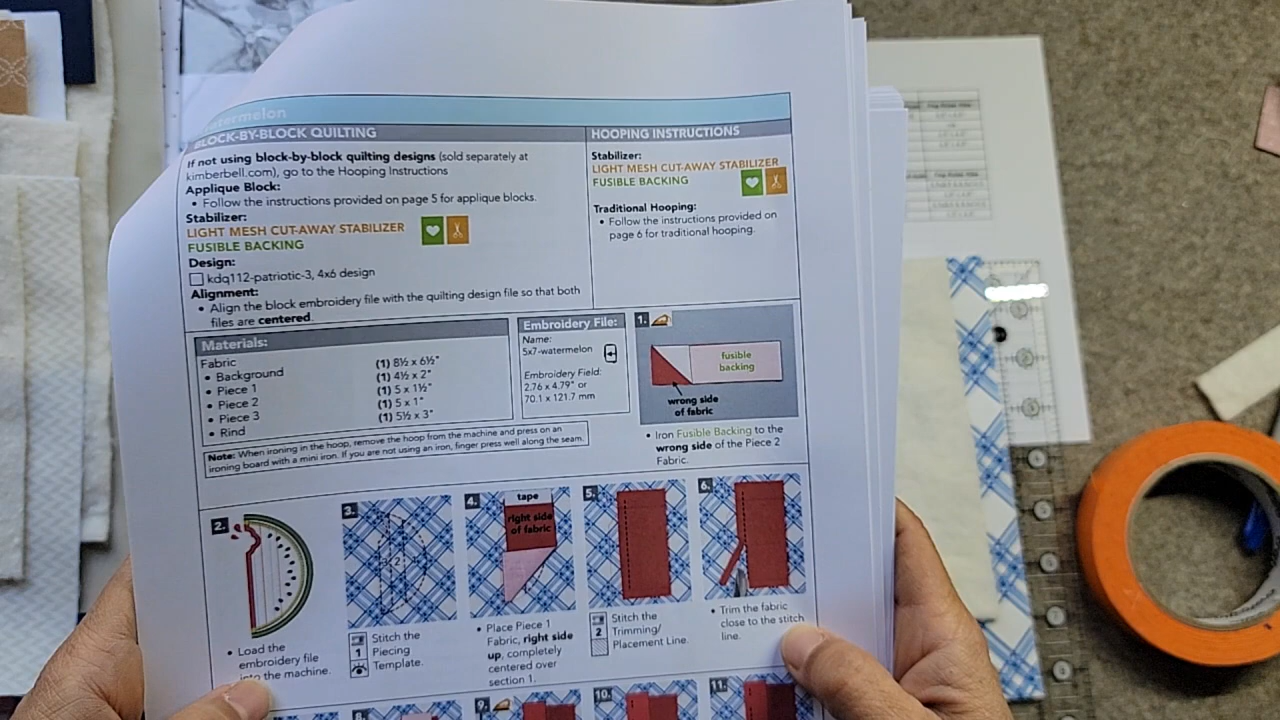 termelon
BLOCK-BY-BLOCK QUILTING
If not using block-by-block quilting designs (sold separately at
kimberbell.com), go to the Hooping Instructions
Applique Block:
• Follow the instructions provided on page 5 for applique blocks.
Stabilizer:
LIGHT MESH CUT-AWAY STABILIZER
FUSIBLE BACKING
Design:
kdq112-patriotic-3, 4x6 design
Alignment:
• Align the block embroidery file with the quilting design file so that both
files are centered.
HOOPING INSTRUCTIONS
Stabilizer:
LIGHT MESH CUT-AWAY STABILIZER
FUSIBLE BACKING
Traditional Hooping:
• Follow the instructions provided on
page 6 for traditional hooping.
Materials:
Fabric
• Background (1) 8½ x 6½"
• Piece 1 (1) 4½ x 2"
• Piece 2 (1) 5 x 1½"
• Piece 3 (1) 5 x 1"
• Rind (1) 5½ x 3"
Note: When ironing in the hoop, remove the hoop from the machine and press on an
ironing board with a mini iron. If you are not using an iron, finger press well along the seam.
Embroidery File:
Name:
5x7-watermelon
Embroidery Field:
2.76 x 4.79" or
70.1 x 121.7 mm
1.
fusible
backing
wrong side
of fabric
• Iron Fusible Backing to the
wrong side of the Piece 2
Fabric.
2.
• Load the
embroidery file
into the machine.
3.
2
1
Stitch the
Piecing
Template.
4.
tape
right side
of fabric
• Place Piece 1
Fabric, right side
up, completely
centered over
section 1.
5.
2
Stitch the
Trimming/
Placement Line.
6.
• Trim the fabric
close to the stitch
line.
8.
9.
10.
11.